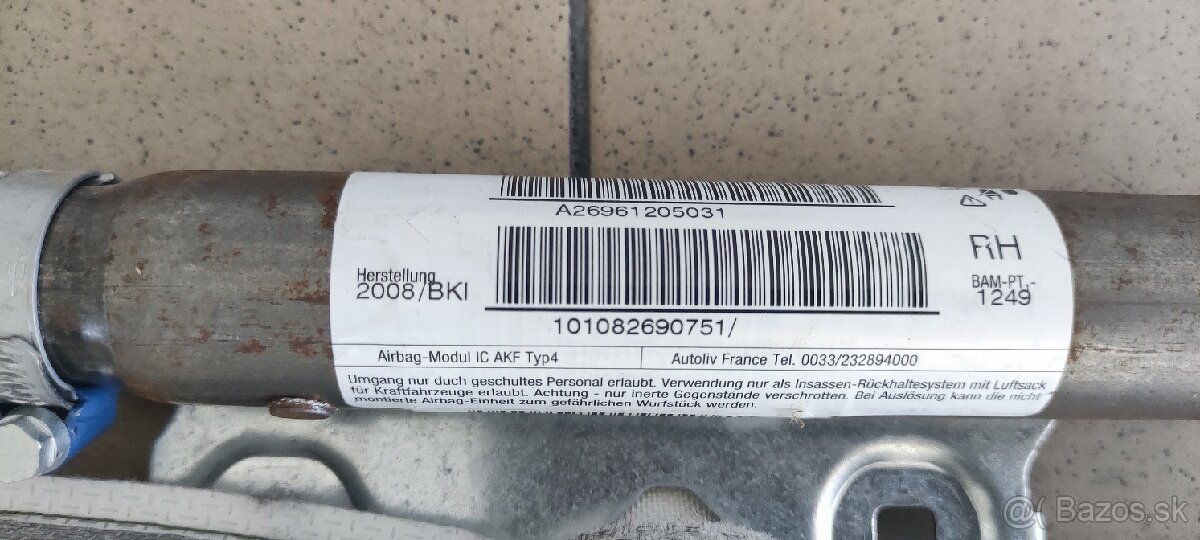 A26961205031
RH
Herstellung
2008/BKI
BAM-PT.-
1249
101082690751/
Airbag-Modul IC AKF Typ4
Autoliv France Tel. 0033/232894000
Umgang nur duch geschultes Personal erlaubt. Verwendung nur als Insassen-Rückhaltesystem mit Luftsack
für Kraftfahrzeuge erlaubt. Achtung - nur inerte Gegenstande verschrotten. Bei Auslösung kann die nicht
montierte Airbag-Einheit zum gefährlichen Wurfstück werden.
@ Bazos.sk